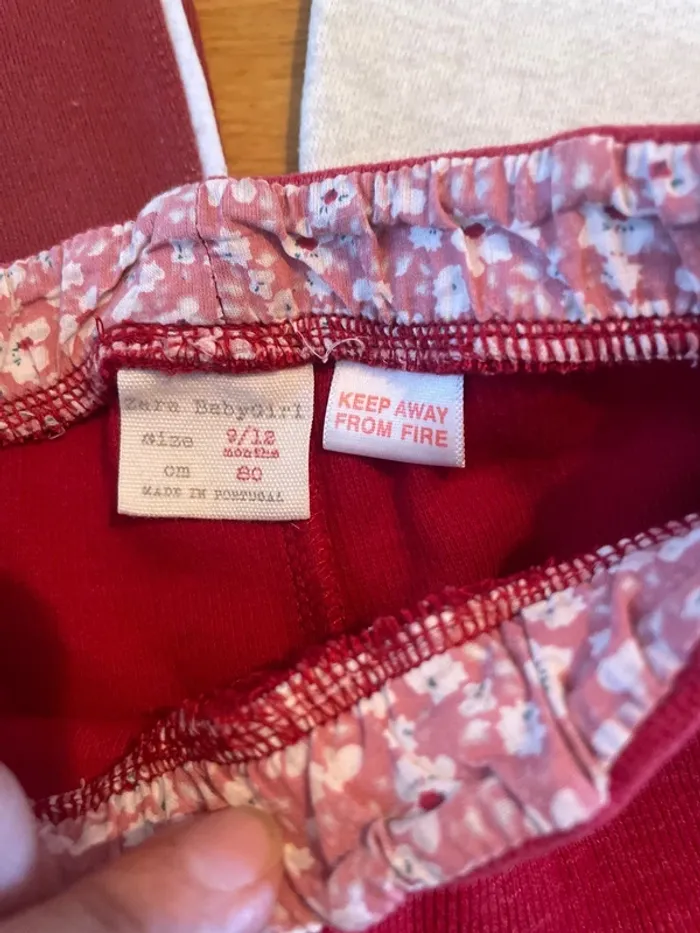 Zara BabyGirl
size 9/12
months
cm 80
MADE IN PORTUGAL
KEEP AWAY
FROM FIRE